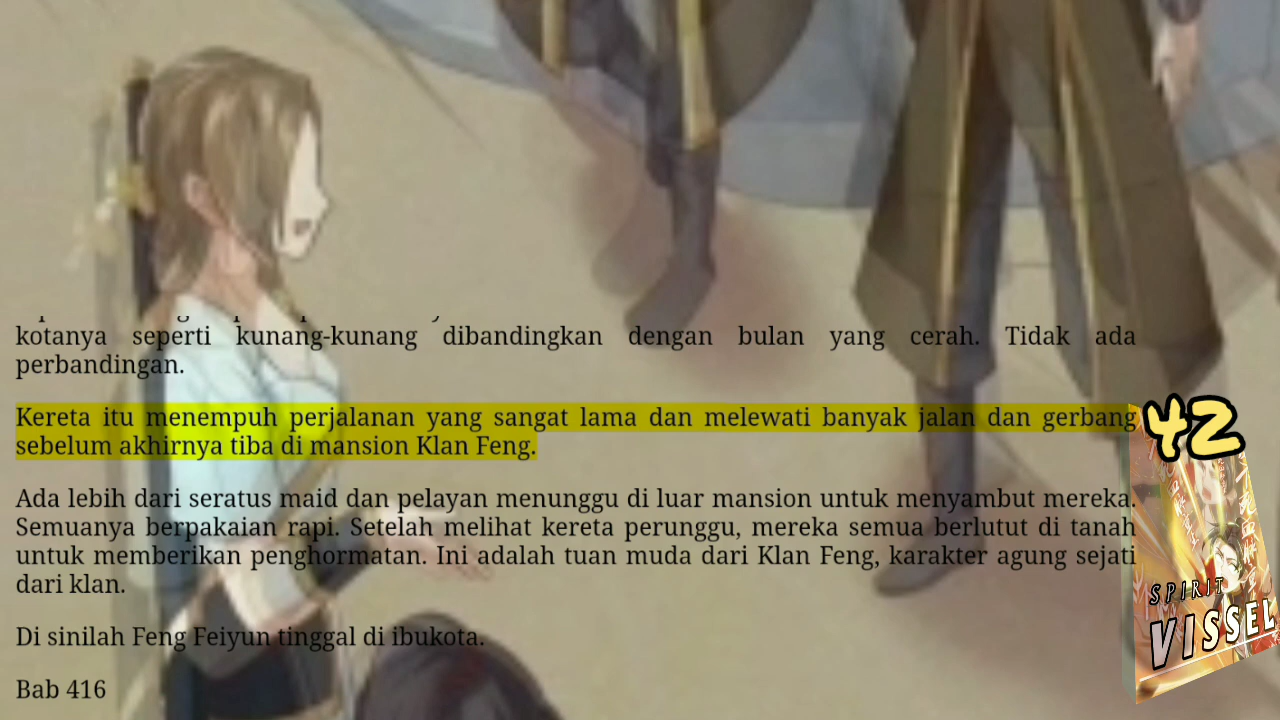 kotanya seperti kunang-kunang dibandingkan dengan bulan yang cerah. Tidak ada
perbandingan.
Kereta itu menempuh perjalanan yang sangat lama dan melewati banyak jalan dan gerbang
sebelum akhirnya tiba di mansion Klan Feng.
Ada lebih dari seratus maid dan pelayan menunggu di luar mansion untuk menyambut mereka.
Semuanya berpakaian rapi. Setelah melihat kereta perunggu, mereka semua berlutut di tanah
untuk memberikan penghormatan. Ini adalah tuan muda dari Klan Feng, karakter agung sejati
dari klan.
Di sinilah Feng Feiyun tinggal di ibukota.
Bab 416
42
SPIRIT
VISSEL